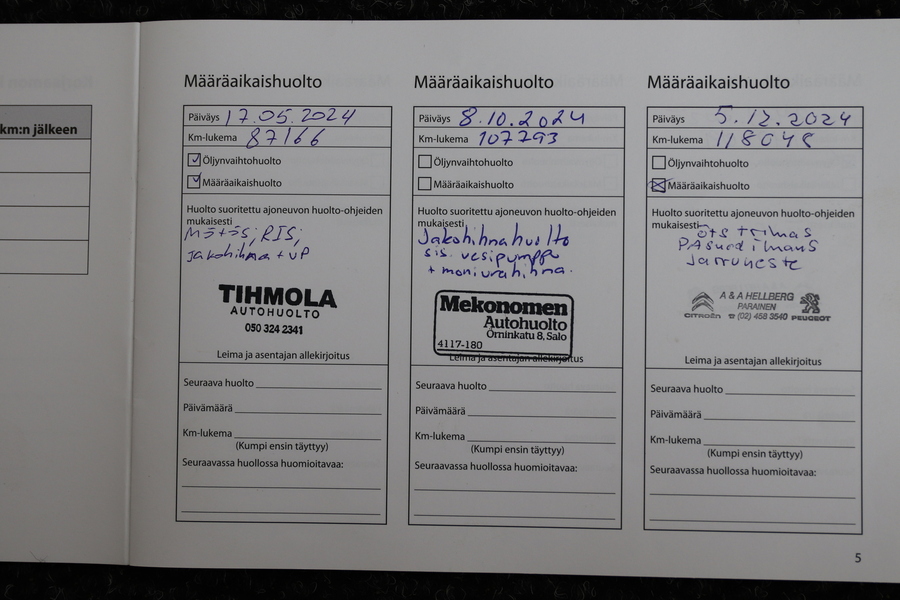 km:n jälkeen
Määräaikaishuolto
Päiväys 17.05.2024
Km-lukema 87166
Öljynvaihtohuolto
Määräaikaishuolto
Huolto suoritettu ajoneuvon huolto-ohjeiden
mukaisesti
RIS,
jakohihna + VP
TIHMOLA
AUTOHUOLTO
050 324 2341
Leima ja asentajan allekirjoitus
Seuraava huolto
Päivämäärä
Km-lukema
(Kumpi ensin täyttyy)
Seuraavassa huollossa huomioitavaa:
Määräaikaishuolto
Päiväys 8.10.2024
Km-lukema 107793
Öljynvaihtohuolto
Määräaikaishuolto
Huolto suoritettu ajoneuvon huolto-ohjeiden
mukaisesti
Jakohihnahuolto
sis. vesipumppu
+ moniurahihna.
Mekonomen
Autohuolto
Örninkatu 8, Salo
4117-180
Leima ja asentajan allekirjoitus
Seuraava huolto
Päivämäärä
Km-lukema
(Kumpi ensin täyttyy)
Seuraavassa huollossa huomioitavaa:
Määräaikaishuolto
Päiväys 5.12.2024
Km-lukema 118048
Öljynvaihtohuolto
Määräaikaishuolto
Huolto suoritettu ajoneuvon huolto-ohjeiden
mukaisesti
Jarruneste
A & A HELLBERG
PARAINEN
CITROËN ☎ (02) 458 3540 PEUGEOT
Leima ja asentajan allekirjoitus
Seuraava huolto
Päivämäärä
Km-lukema
(Kumpi ensin täyttyy)
Seuraavassa huollossa huomioitavaa:
5